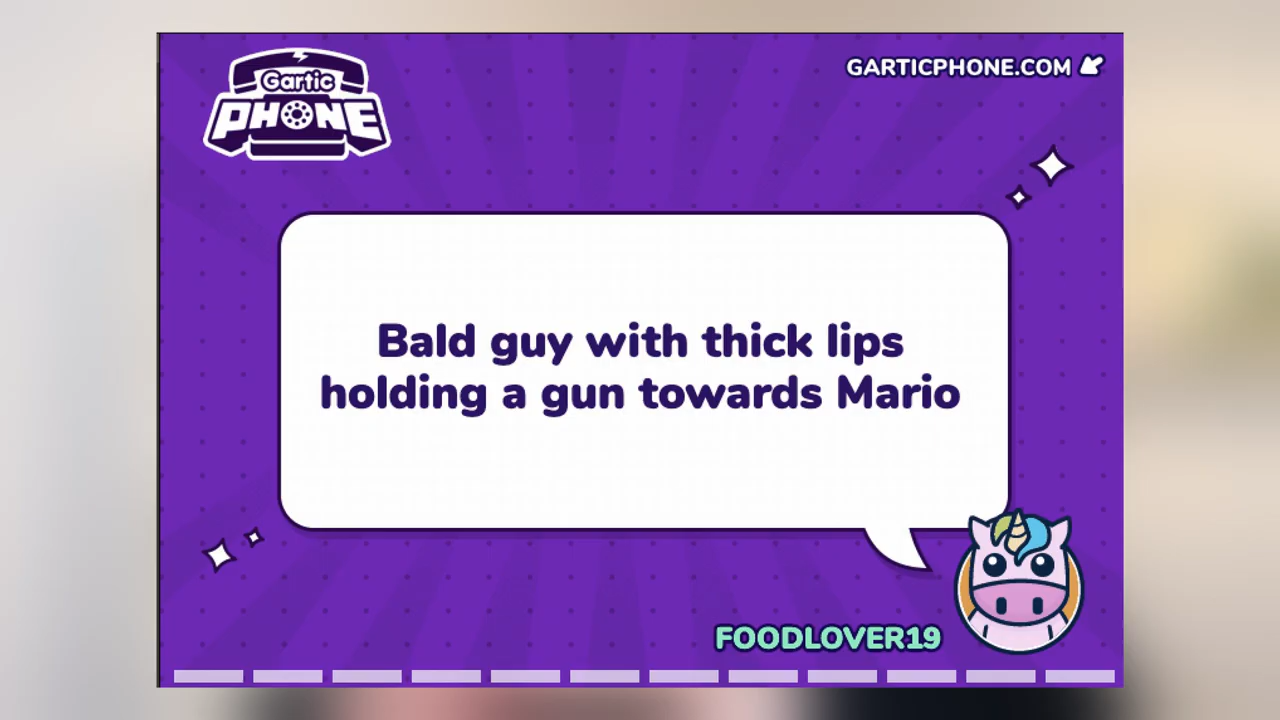 Gartic
PHONE
GARTICPHONE.COM
Bald guy with thick lips
holding a gun towards Mario
FOODLOVER19